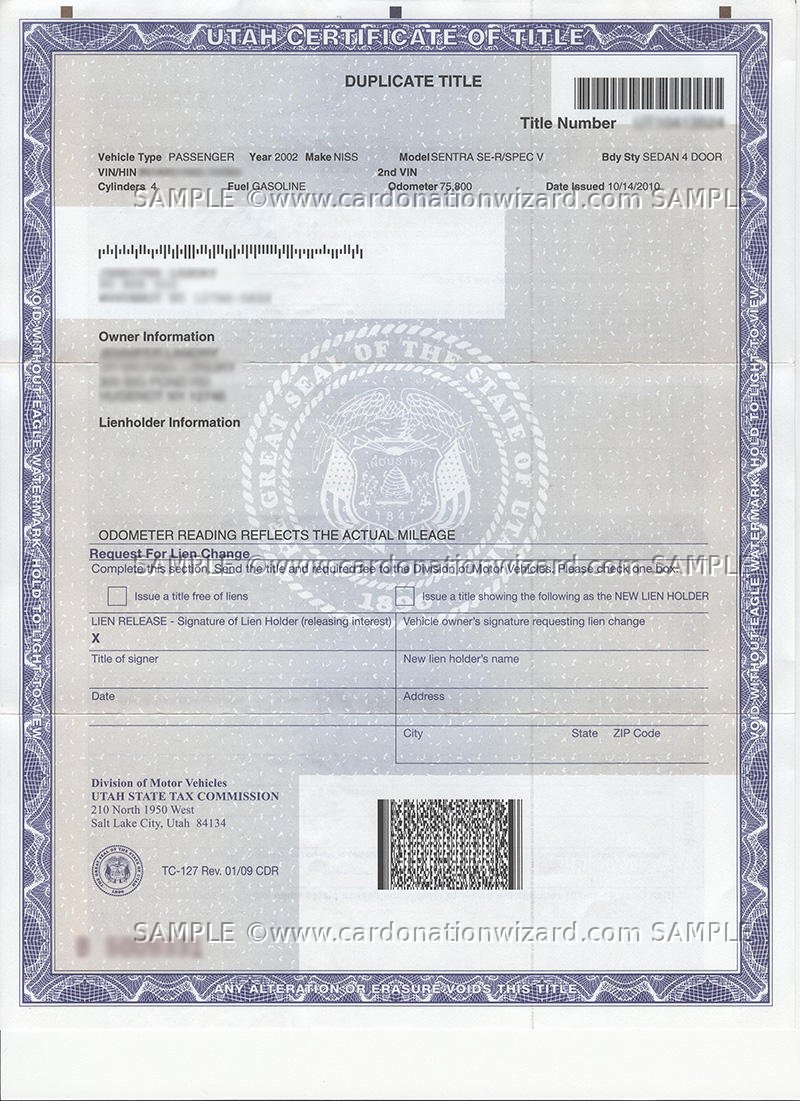 UTAH CERTIFICATE OF TITLE
DUPLICATE TITLE
Title Number
Vehicle Type PASSENGER Year 2002 Make NISS Model SENTRA SE-R/SPEC V Bdy Sty SEDAN 4 DOOR
VIN/HIN 2nd VIN
Cylinders 4 Fuel GASOLINE Odometer 75,800 Date Issued 10/14/2010
SAMPLE ©www.cardonationwizard.com SAMPLE
Owner Information
Lienholder Information
THE GREAT SEAL OF THE STATE OF UTAH
INDUSTRY
1847
1896
ODOMETER READING REFLECTS THE ACTUAL MILEAGE
Request For Lien Change
SAMPLE ©www.cardonationwizard.com SAMPLE
Complete this section. Send the title and required fee to the Division of Motor Vehicles. Please check one box:
Issue a title free of liens
Issue a title showing the following as the NEW LIEN HOLDER
LIEN RELEASE - Signature of Lien Holder (releasing interest)
Vehicle owner's signature requesting lien change
X
Title of signer
New lien holder's name
Date
Address
City State ZIP Code
Division of Motor Vehicles
UTAH STATE TAX COMMISSION
210 North 1950 West
Salt Lake City, Utah 84134
TC-127 Rev. 01/09 CDR
SAMPLE ©www.cardonationwizard.com SAMPLE
ANY ALTERATION OR ERASURE VOIDS THIS TITLE
VOID WITHOUT EAGLE WATERMARK. HOLD TO LIGHT TO VIEW
VOID WITHOUT EAGLE WATERMARK. HOLD TO LIGHT TO VIEW